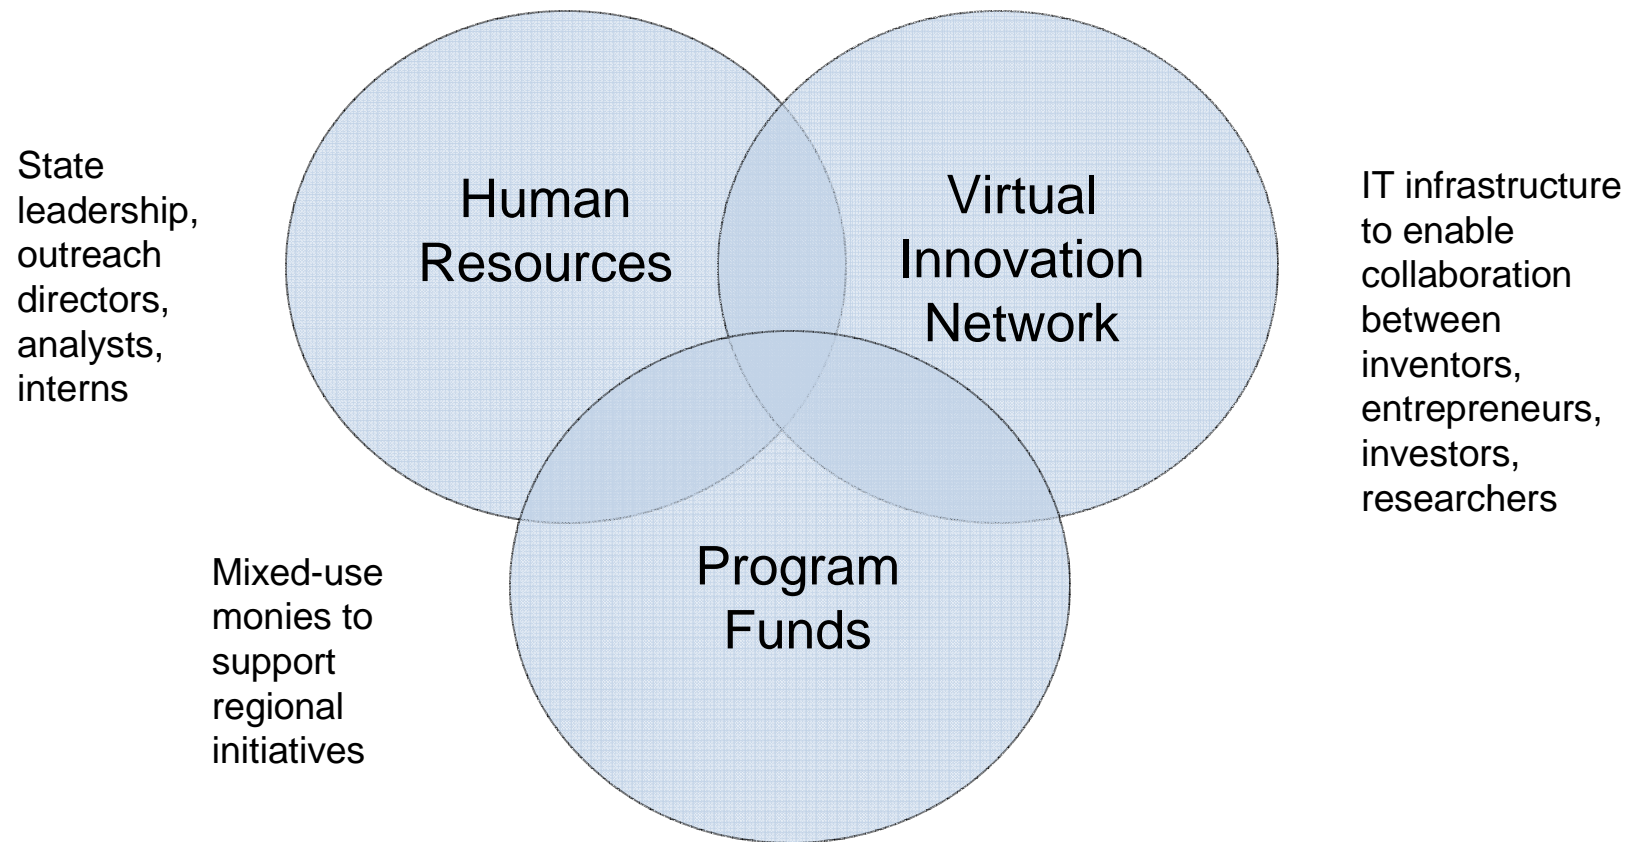 State
leadership,
outreach
directors,
analysts,
interns
Human
Resources
Virtual
Innovation
Network
IT infrastructure
to enable
collaboration
between
inventors,
entrepreneurs,
investors,
researchers
Mixed-use
monies to
support
regional
initiatives
Program
Funds